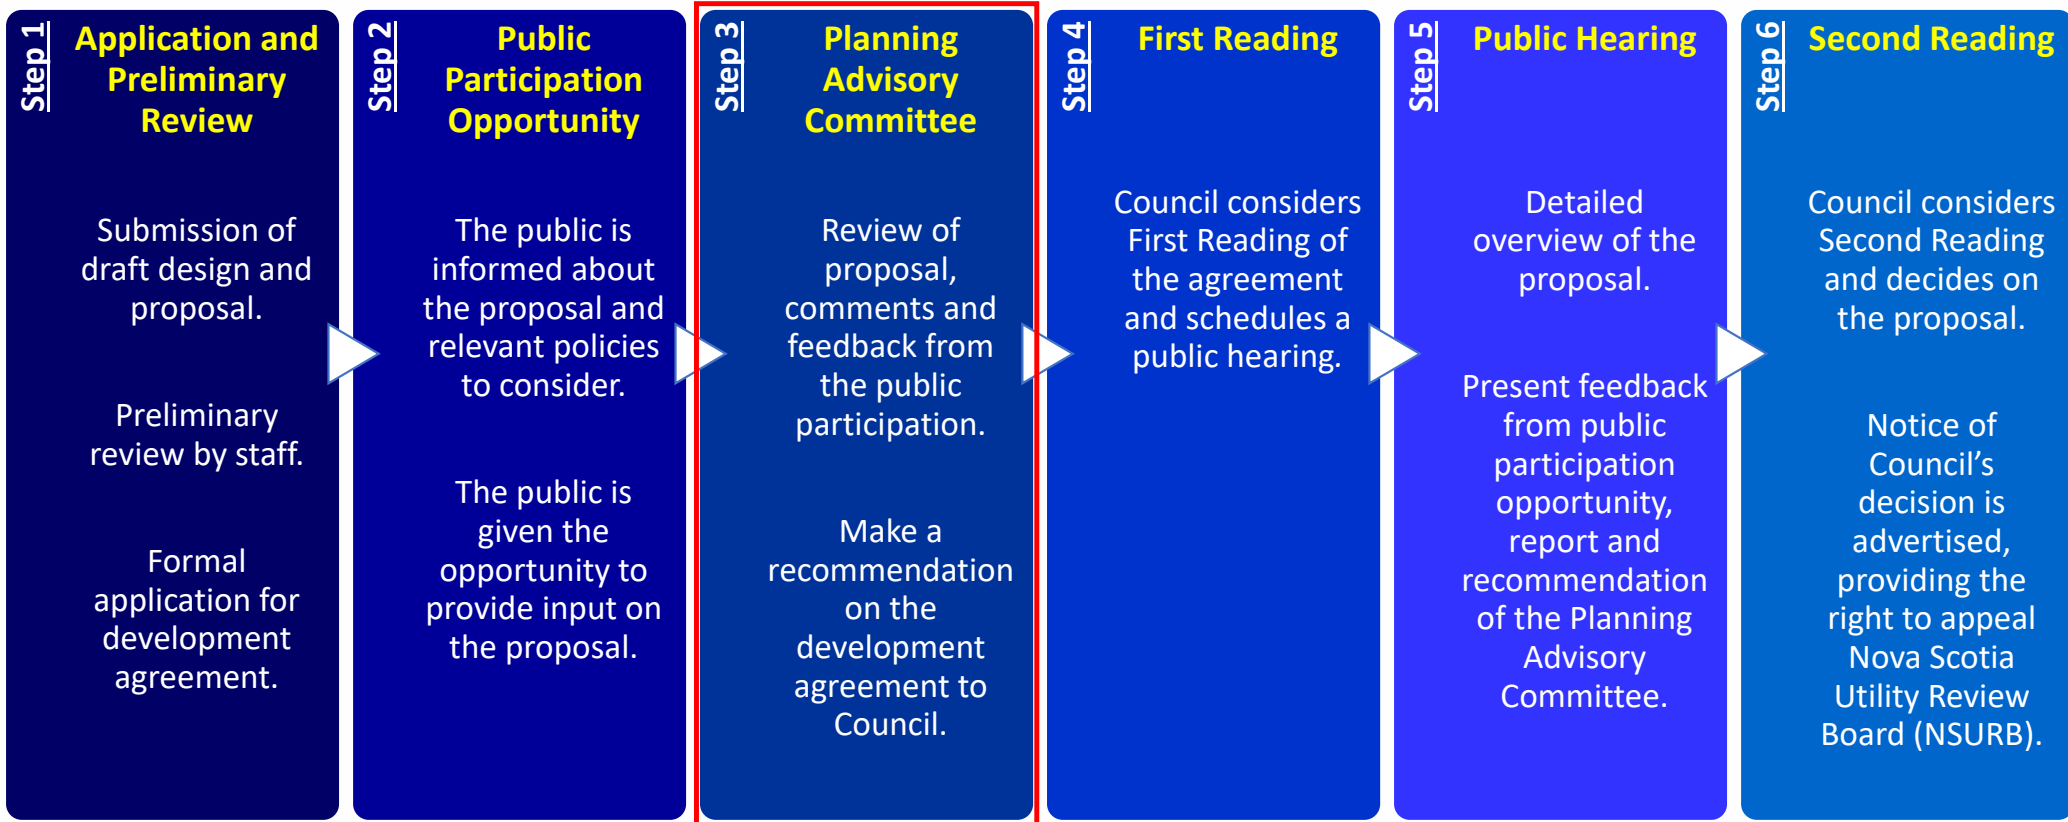 Step 1
Application and
Preliminary
Review
Submission of
draft design and
proposal.
Preliminary
review by staff.
Formal
application for
development
agreement.
Step 2
Public
Participation
Opportunity
The public is
informed about
the proposal and
relevant policies
to consider.
The public is
given the
opportunity to
provide input on
the proposal.
Step 3
Planning
Advisory
Committee
Review of
proposal,
comments and
feedback from
the public
participation.
Make a
recommendation
on the
development
agreement to
Council.
Step 4
First Reading
Council considers
First Reading of
the agreement
and schedules a
public hearing.
Step 5
Public Hearing
Detailed
overview of the
proposal.
Present feedback
from public
participation
opportunity,
report and
recommendation
of the Planning
Advisory
Committee.
Step 6
Second Reading
Council considers
Second Reading
and decides on
the proposal.
Notice of
Council’s
decision is
advertised,
providing the
right to appeal
Nova Scotia
Utility Review
Board (NSURB).